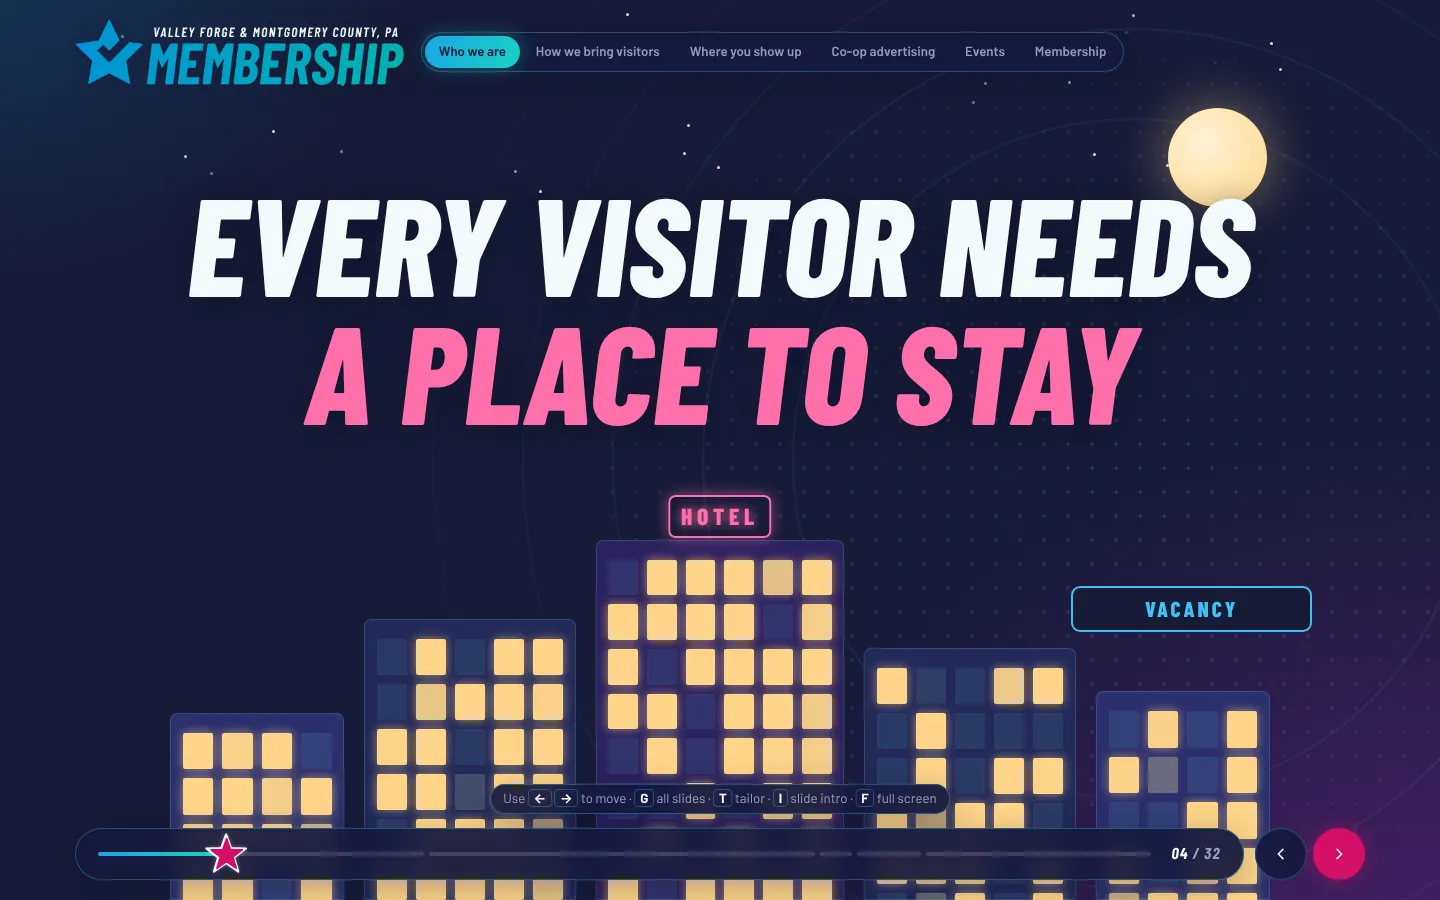 VALLEY FORGE & MONTGOMERY COUNTY, PA
MEMBERSHIP
Who we are
How we bring visitors
Where you show up
Co-op advertising
Events
Membership
EVERY VISITOR NEEDS
A PLACE TO STAY
HOTEL
VACANCY
Use ← → to move · G all slides · T tailor · I slide intro · F full screen
04 / 32